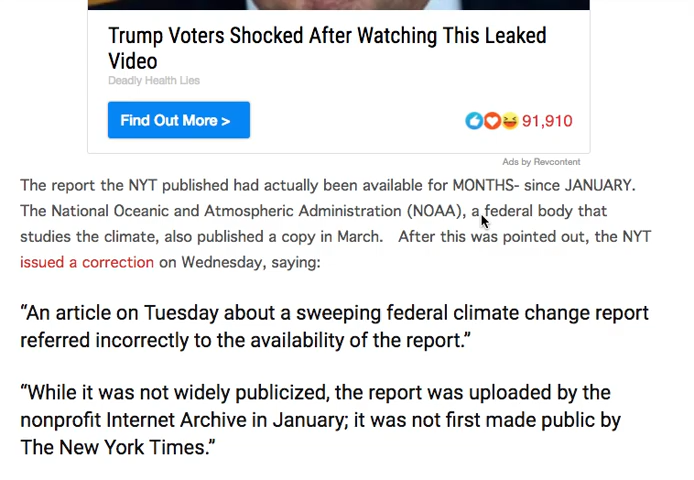 Trump Voters Shocked After Watching This Leaked
Video
Deadly Health Lies
Find Out More >
91,910
Ads by Revcontent
The report the NYT published had actually been available for MONTHS- since JANUARY.
The National Oceanic and Atmospheric Administration (NOAA), a federal body that
studies the climate, also published a copy in March. After this was pointed out, the NYT
issued a correction on Wednesday, saying:
“An article on Tuesday about a sweeping federal climate change report
referred incorrectly to the availability of the report.”
“While it was not widely publicized, the report was uploaded by the
nonprofit Internet Archive in January; it was not first made public by
The New York Times.”